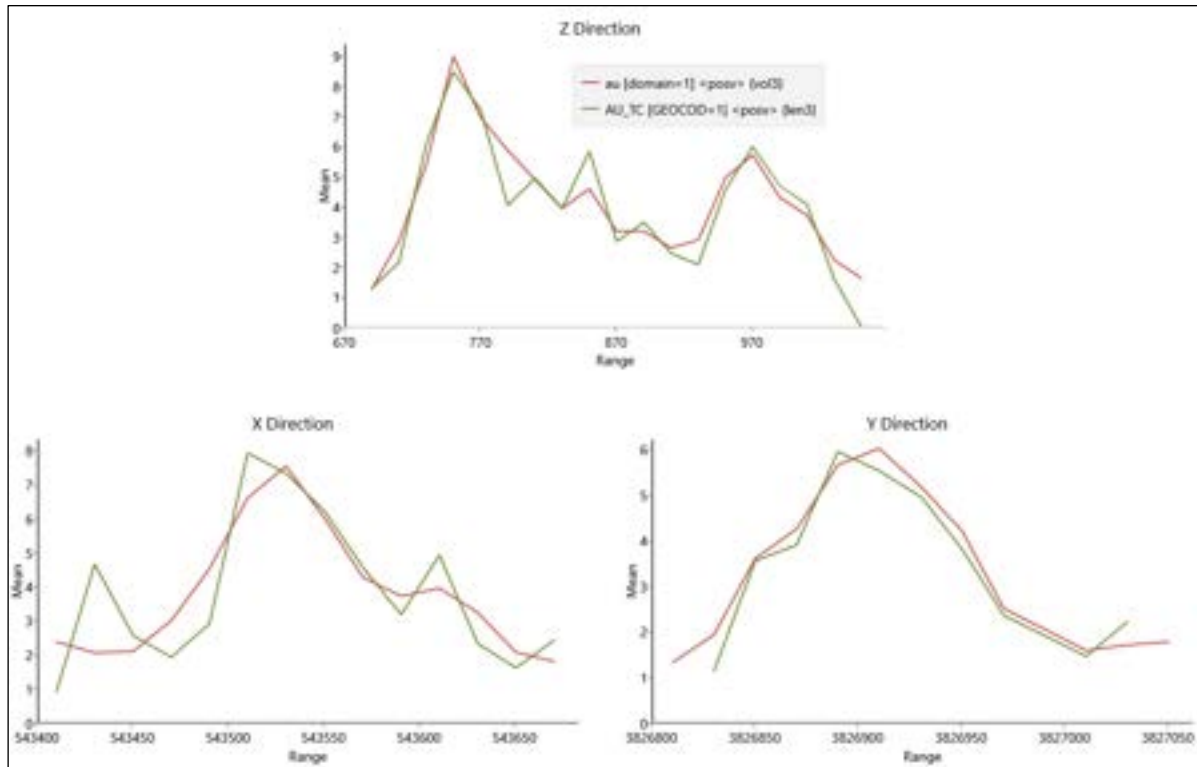 Z Direction
9
8
7
6
5
4
3
2
1
0
Mean
au [domain=1] <posv> (vol3)
AU_TC [GEOCOD=1] <posv> (len3)
670 770 870 970
Range
X Direction
8
7
6
5
4
3
2
1
0
Mean
543400 543450 543500 543550 543600 543650
Range
Y Direction
6
5
4
3
2
1
0
Mean
3826800 3826850 3826900 3826950 3827000 3827050
Range